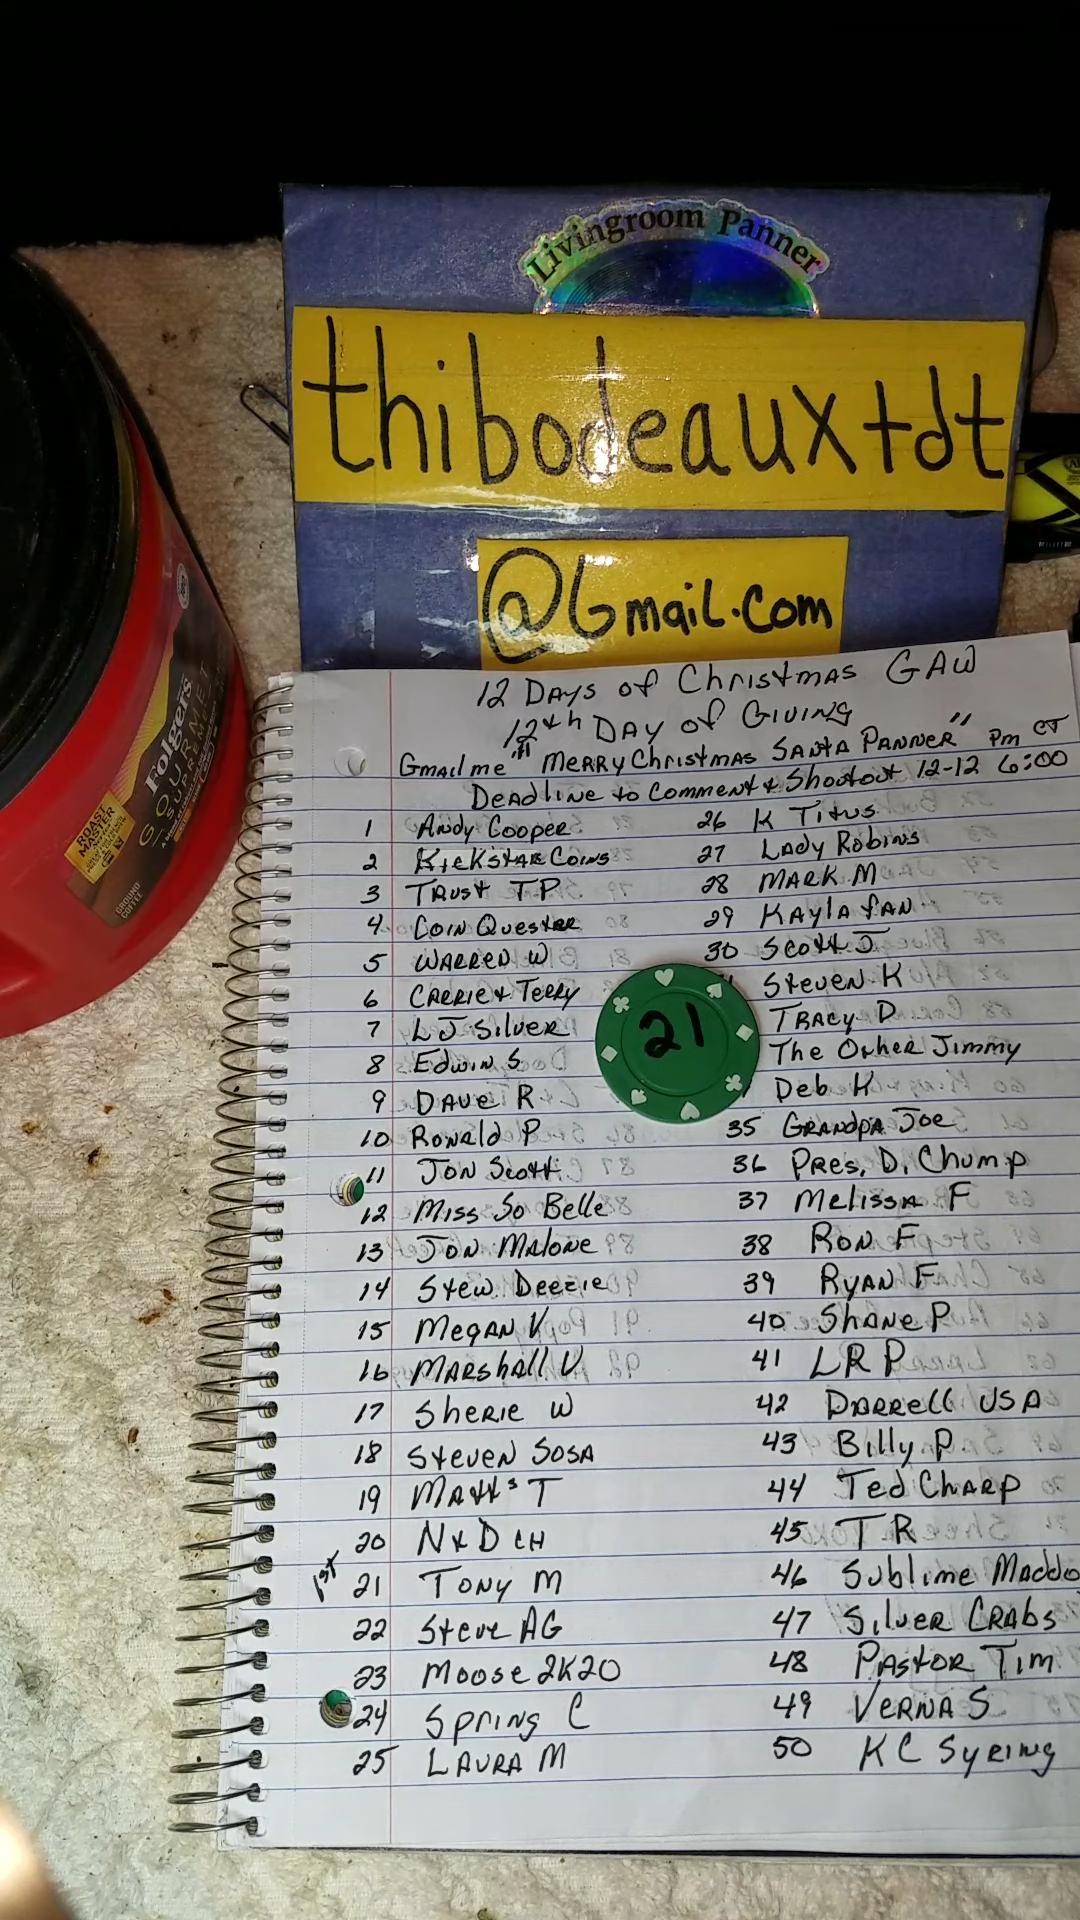 Livingroom Panner
thibodeauxtdt
@Gmail.com
Folgers
GOURMET
SUPREME
ROAST MASTER
GROUND COFFEE
12 DAYS of Christmas GAW
12th DAY of GIVING
Gmail me "MERRY Christmas SANTA PANNER" Pm CT
Deadline to comment & Shoutout 12-12 6:00
1 Andy Cooper
2 KickStar Coins
3 Trust TP
4 Coin Quester
5 WARREN W
6 CARRIE & Terry
7 LJ Silver
8 Edwin S
9 DAVE R
10 Ronald P
11 Jon Scott
12 Miss So Belle
13 Jon Malone
14 Stew Deezie
15 Megan V
16 MARSHALL V
17 Sherie W
18 Steven Sosa
19 Matt's T
20 N&D CH
1st 21 Tony M
22 Steve AG
23 Moose 2K20
24 Spring C
25 LAURA M
26 K Titus
27 Lady Robins
28 MARK M
29 Kayla fan
30 Scott J
Steven K
TRACY D
The Other Jimmy
Deb H
35 GRANDPA Joe
36 Pres. D. Chump
37 Melissa F
38 Ron F
39 RYAN F
40 Shane P
41 LR P
42 DARRELL USA
43 Billy P
44 Ted Charp
45 TR
46 Sublime Maddo
47 Silver CRABS
48 PASTOR Tim
49 VERNA S
50 KC Syring
21